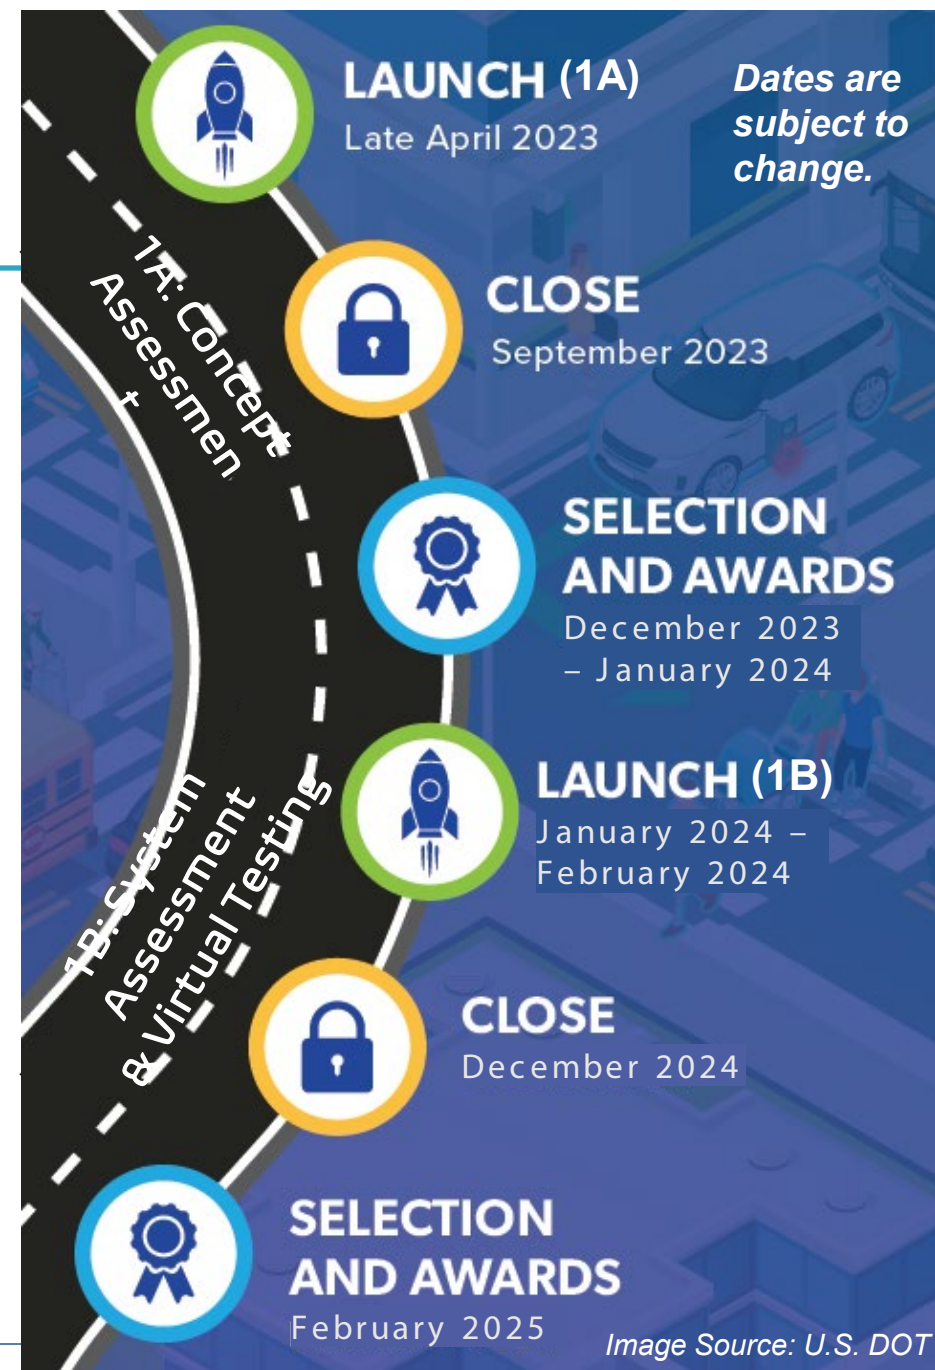 LAUNCH (1A)
Late April 2023
Dates are
subject to
change.
1A: Concept
Assessmen
t
CLOSE
September 2023
SELECTION
AND AWARDS
December 2023
– January 2024
LAUNCH (1B)
January 2024 –
February 2024
1B: System
Assessment
& Virtual Testing
CLOSE
December 2024
SELECTION
AND AWARDS
February 2025
Image Source: U.S. DOT